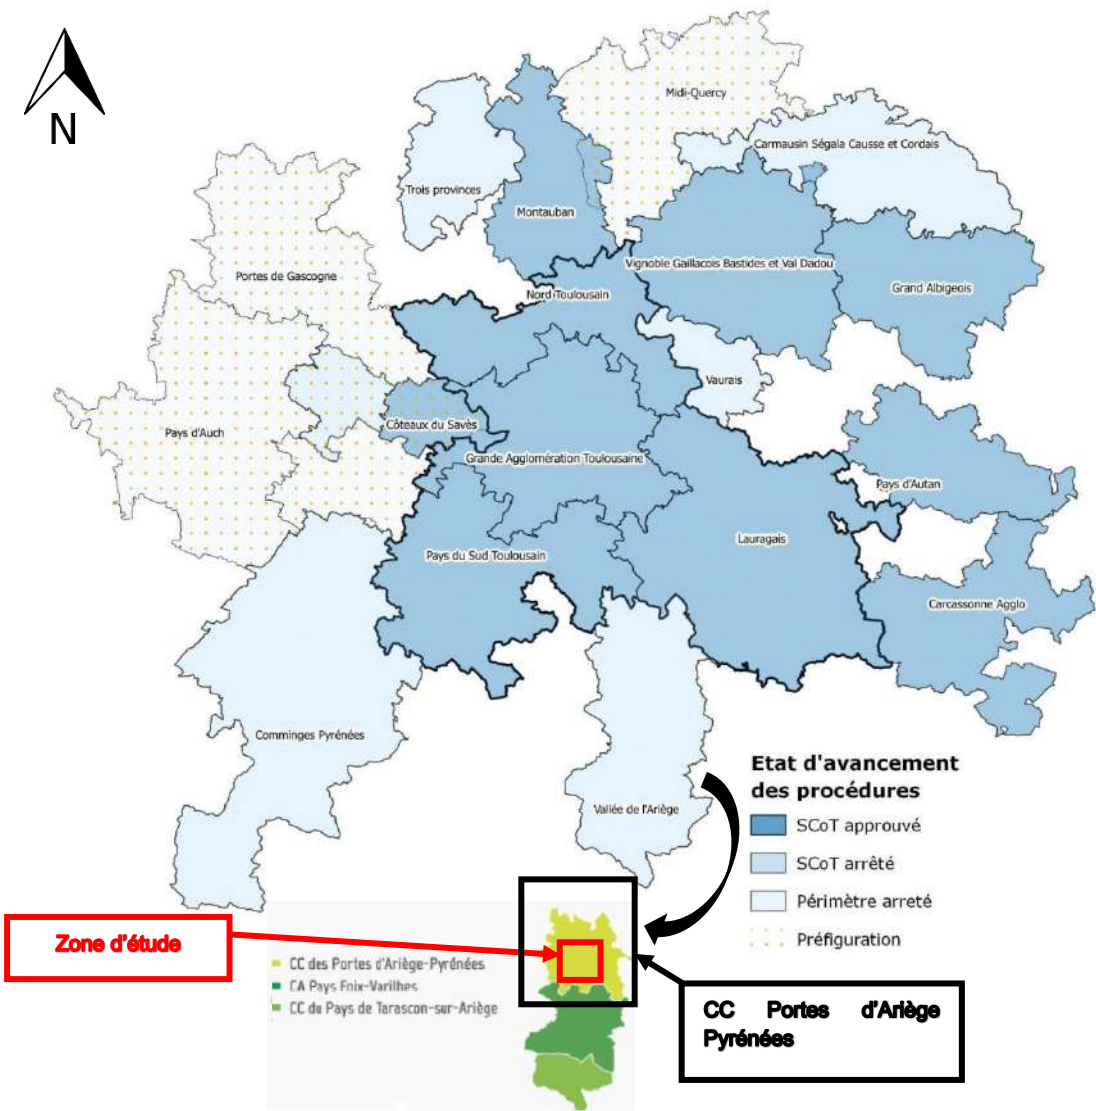 N
Midi-Quercy
Carmausin Ségala Causse et Cordais
Trois provinces
Montauban
Vignoble Gaillacois Bastides et Val Dadou
Portes de Gascogne
Nord Toulousain
Grand Albigeois
Vaurais
Côteaux du Savès
Pays d'Auch
Grande Agglomération Toulousaine
Pays d'Autan
Lauragais
Pays du Sud Toulousain
Carcassonne Agglo
Comminges Pyrénées
Vallée de l'Ariège
Etat d'avancement
des procédures
SCoT approuvé
SCoT arrêté
Périmètre arreté
Préfiguration
Zone d'étude
CC des Portes d'Ariège-Pyrénées
CA Pays Foix-Varilhes
CC du Pays de Tarascon-sur-Ariège
CC Portes d'Ariège
Pyrénées